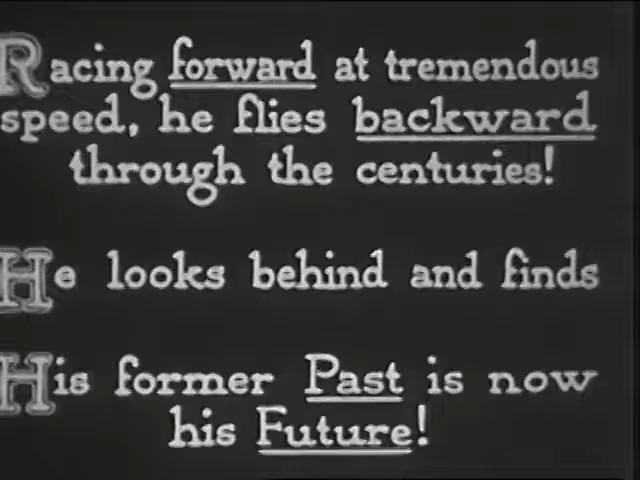 Racing forward at tremendous
speed, he flies backward
through the centuries!
He looks behind and finds
His former Past is now
his Future!